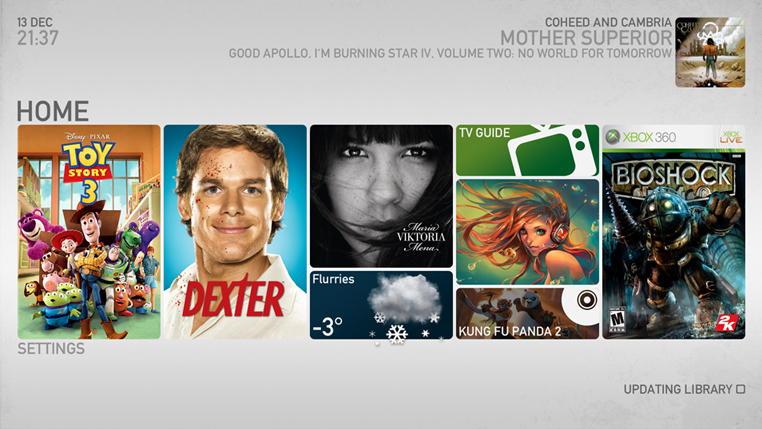 13 DEC
21:37
COHEED AND CAMBRIA
MOTHER SUPERIOR
GOOD APOLLO, I'M BURNING STAR IV, VOLUME TWO: NO WORLD FOR TOMORROW
HOME
Disney · PIXAR
TOY
STORY
3
DEXTER
Maria
VIKTORIA
Mena
Flurries
-3°
TV GUIDE
KUNG FU PANDA 2
XBOX 360
XBOX
LIVE
BIOSHOCK
M
2K
SETTINGS
UPDATING LIBRARY